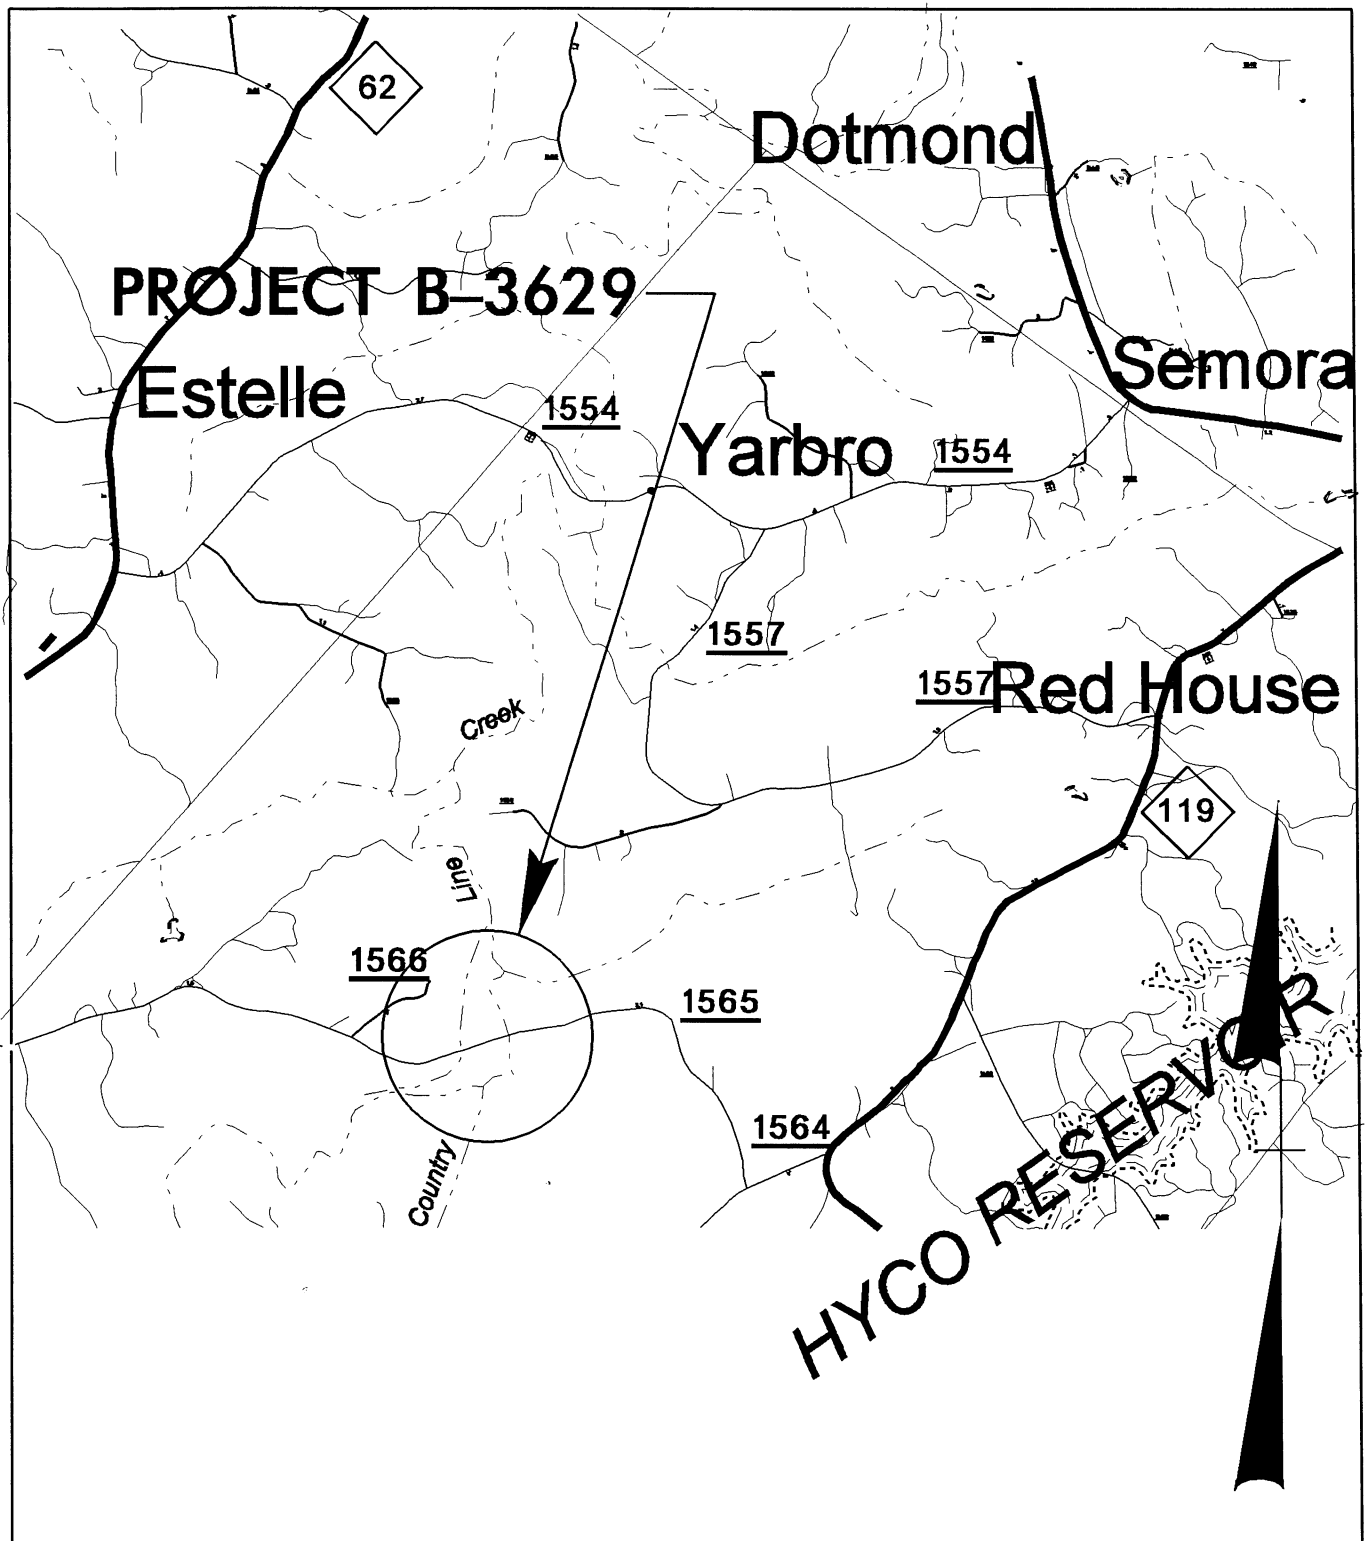 62
Dotmond
PROJECT B–3629
Semora
Estelle
1554
Yarbro
1554
1557
1557
Red House
Creek
119
Line
1566
1565
1564
Country
HYCO RESERVOIR